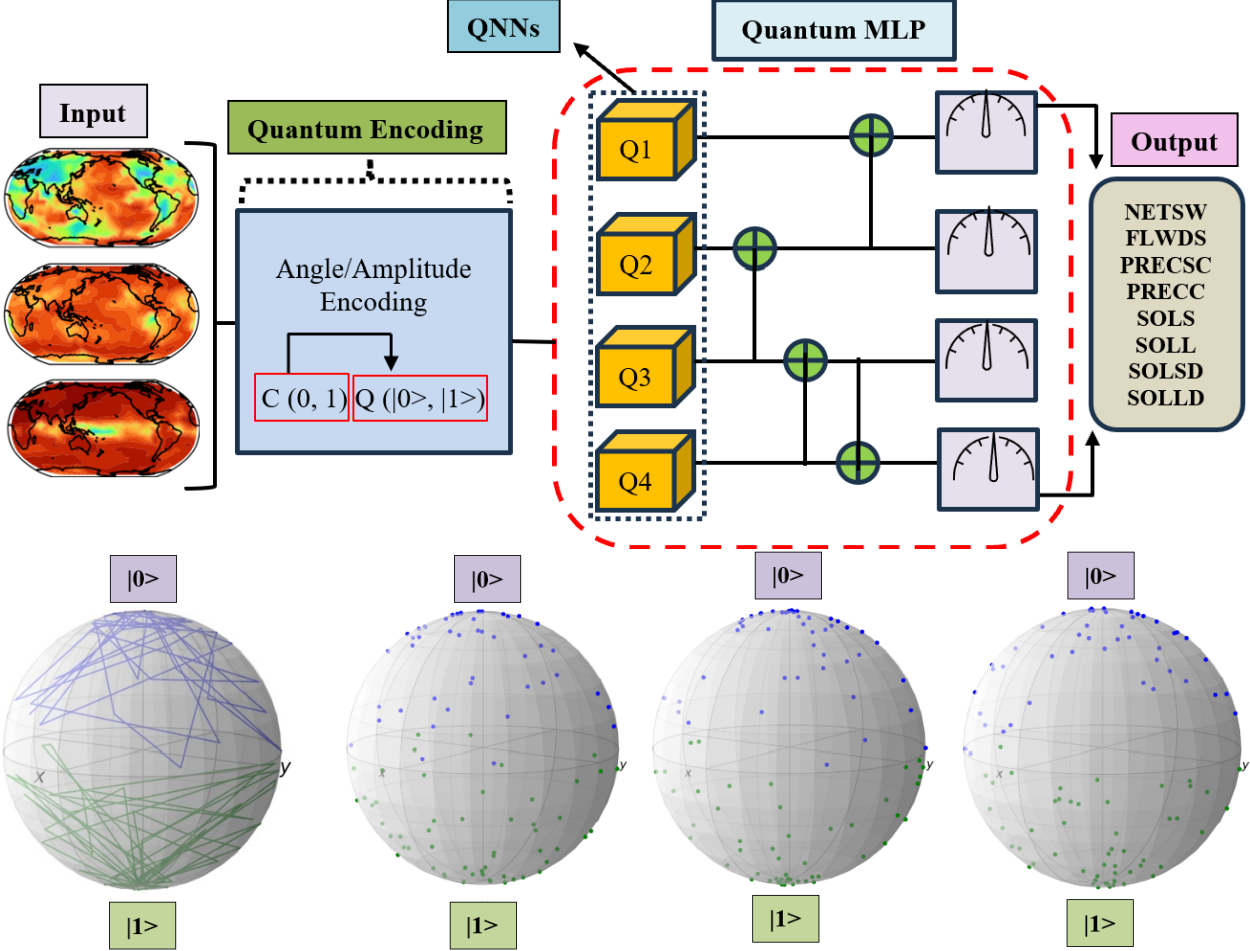 QNNs
Quantum MLP
Input
Quantum Encoding
Output
Angle/Amplitude
Encoding
C (0, 1)
Q (|0>, |1>)
Q1
Q2
Q3
Q4
NETSW
FLWDS
PRECSC
PRECC
SOLS
SOLL
SOLSD
SOLLD
|0>
|0>
|0>
|0>
x
y
x
y
x
y
x
y
|1>
|1>
|1>
|1>